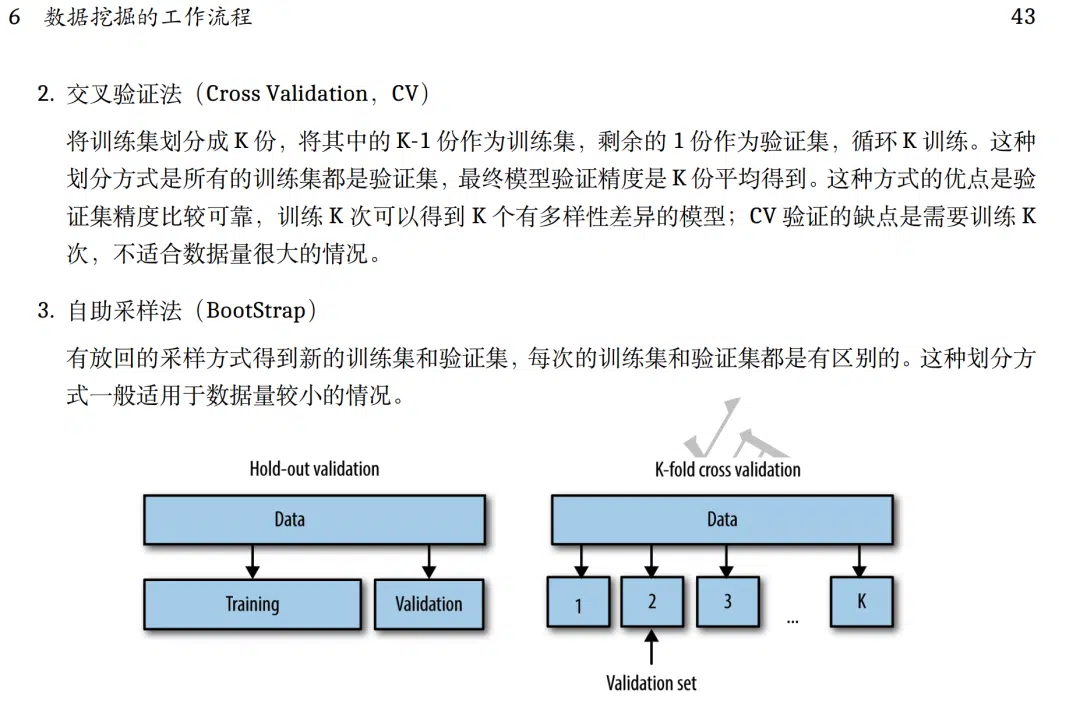 6 数据挖掘的工作流程 43
2. 交叉验证法（Cross Validation，CV）
将训练集划分成 K 份，将其中的 K-1 份作为训练集，剩余的 1 份作为验证集，循环 K 训练。这种
划分方式是所有的训练集都是验证集，最终模型验证精度是 K 份平均得到。这种方式的优点是验
证集精度比较可靠，训练 K 次可以得到 K 个有多样性差异的模型；CV 验证的缺点是需要训练 K
次，不适合数据量很大的情况。
3. 自助采样法（BootStrap）
有放回的采样方式得到新的训练集和验证集，每次的训练集和验证集都是有区别的。这种划分方
式一般适用于数据量较小的情况。
Hold-out validation
K-fold cross validation
Data
Data
Training
Validation
1
2
3
...
K
Validation set